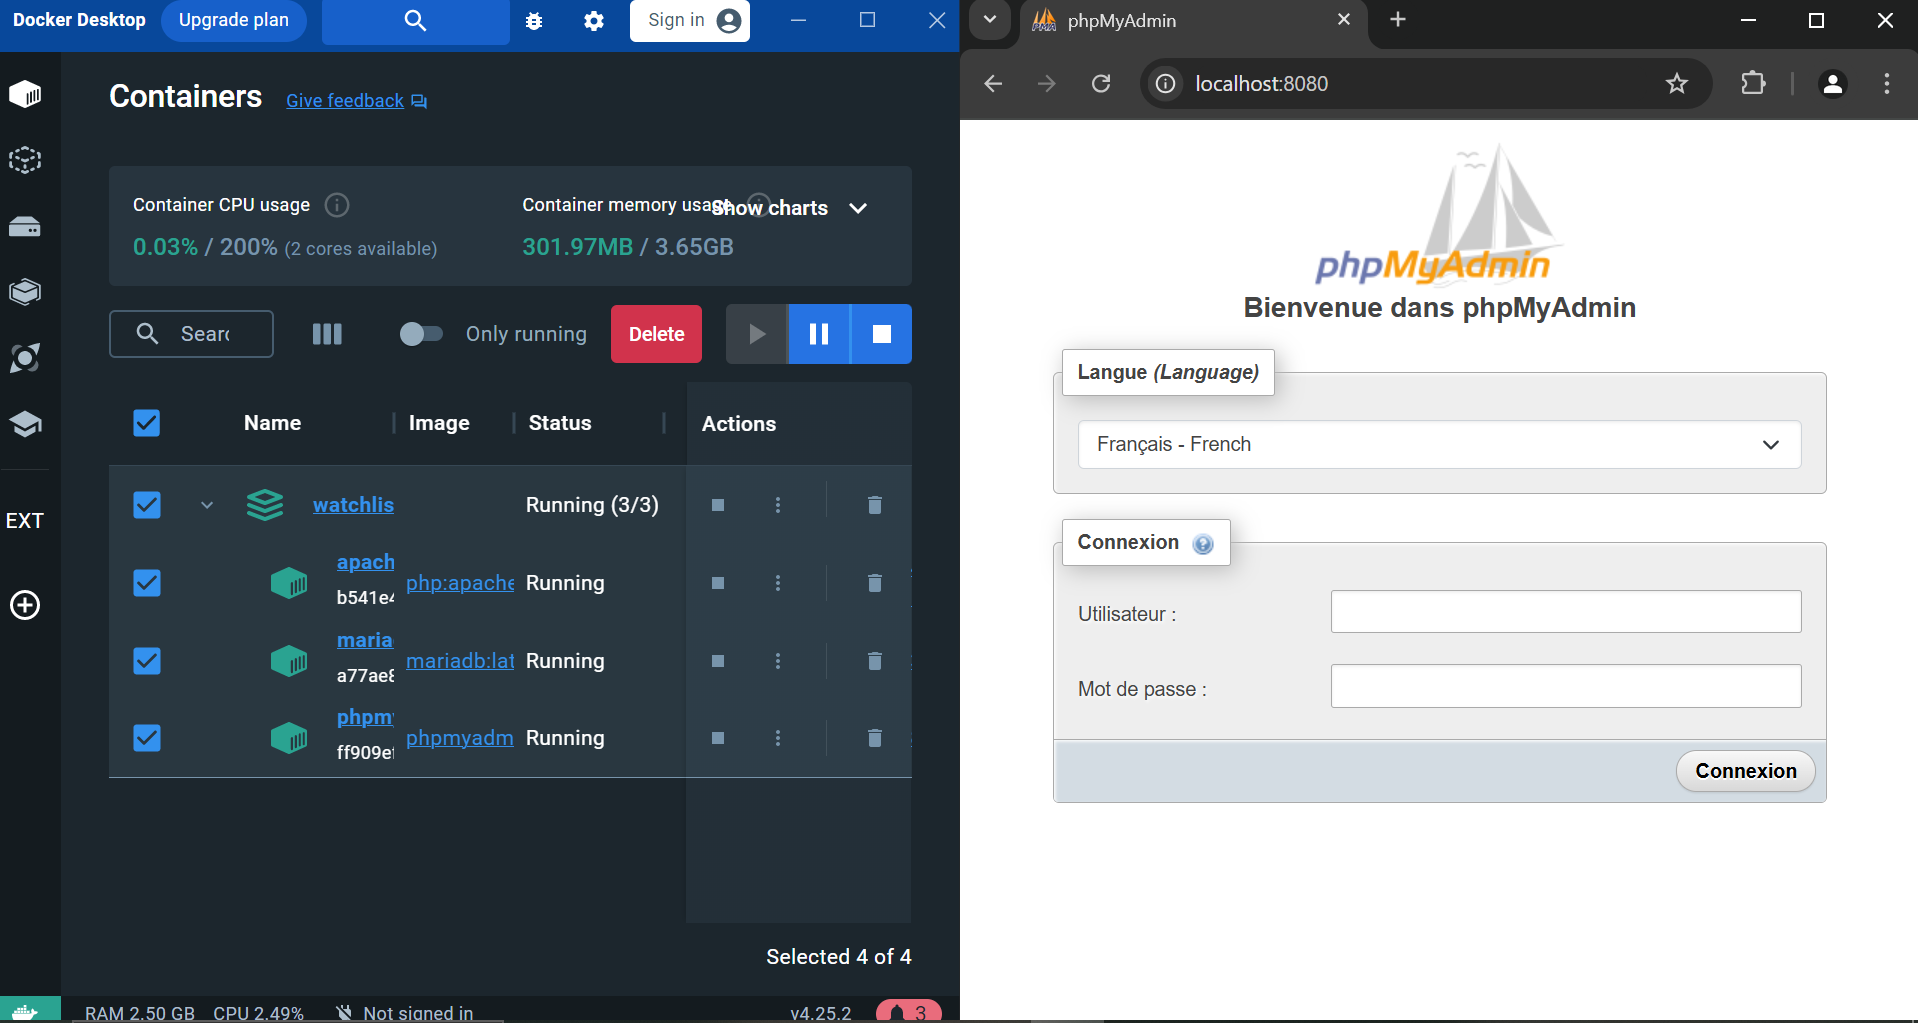 Docker Desktop
Upgrade plan
Sign in
Containers
Give feedback
Container CPU usage
0.03% / 200% (2 cores available)
Container memory usage
Show charts
301.97MB / 3.65GB
Sear
Only running
Delete
Name
Image
Status
Actions
watchlis
Running (3/3)
apach
b541e4
php:apache
Running
maria
a77ae8
mariadb:lat
Running
phpm
ff909ef
phpmyadm
Running
EXT
Selected 4 of 4
RAM 2.50 GB
CPU 2.49%
Not signed in
v4.25.2
3
phpMyAdmin
localhost:8080
phpMyAdmin
Bienvenue dans phpMyAdmin
Langue (Language)
Français - French
Connexion
Utilisateur :
Mot de passe :
Connexion